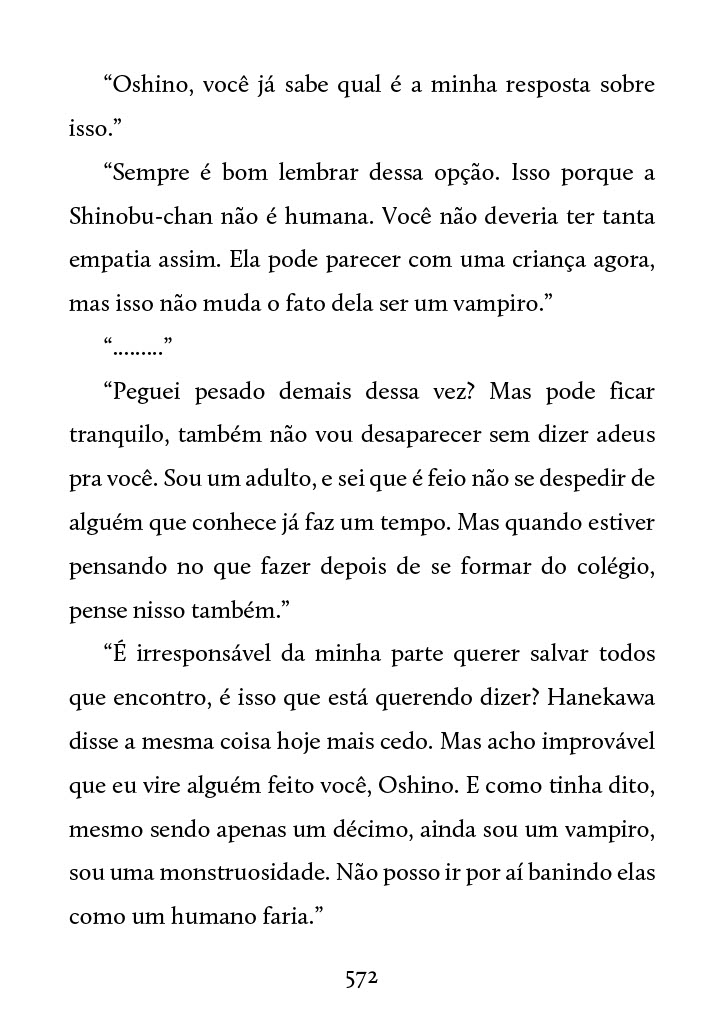 “Oshino, você já sabe qual é a minha resposta sobre
isso.”
“Sempre é bom lembrar dessa opção. Isso porque a
Shinobu-chan não é humana. Você não deveria ter tanta
empatia assim. Ela pode parecer com uma criança agora,
mas isso não muda o fato dela ser um vampiro.”
“.........”
“Peguei pesado demais dessa vez? Mas pode ficar
tranquilo, também não vou desaparecer sem dizer adeus
pra você. Sou um adulto, e sei que é feio não se despedir de
alguém que conhece já faz um tempo. Mas quando estiver
pensando no que fazer depois de se formar do colégio,
pense nisso também.”
“É irresponsável da minha parte querer salvar todos
que encontro, é isso que está querendo dizer? Hanekawa
disse a mesma coisa hoje mais cedo. Mas acho improvável
que eu vire alguém feito você, Oshino. E como tinha dito,
mesmo sendo apenas um décimo, ainda sou um vampiro,
sou uma monstruosidade. Não posso ir por aí banindo elas
como um humano faria.”
572